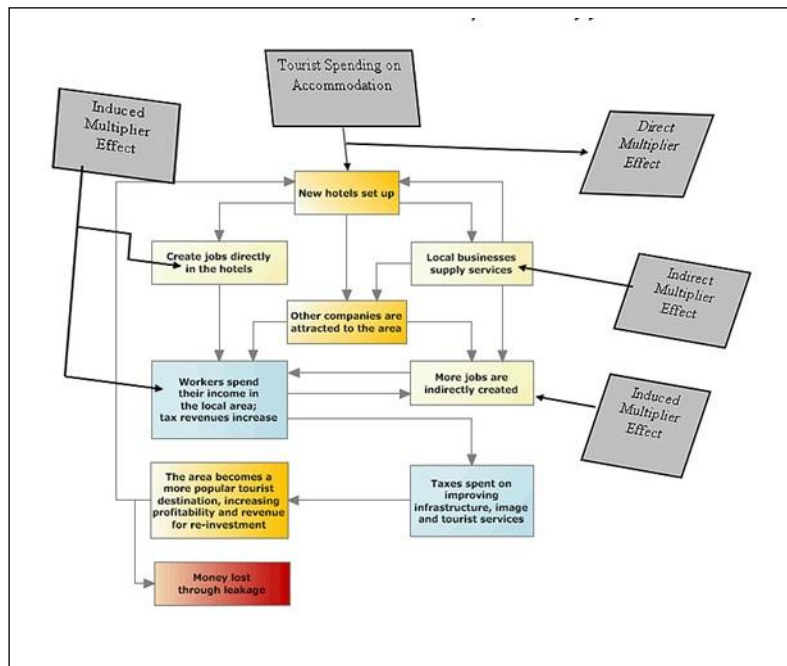 Tourist Spending on
Accommodation
Induced
Multiplier
Effect
Direct
Multiplier
Effect
New hotels set up
Create jobs directly
in the hotels
Local businesses
supply services
Indirect
Multiplier
Effect
Other companies are
attracted to the area
Workers spend
their income in
the local area;
tax revenues increase
More jobs are
indirectly created
Induced
Multiplier
Effect
The area becomes a
more popular tourist
destination, increasing
profitability and revenue
for re-investment
Taxes spent on
improving
infrastructure, image
and tourist services
Money lost
through leakage